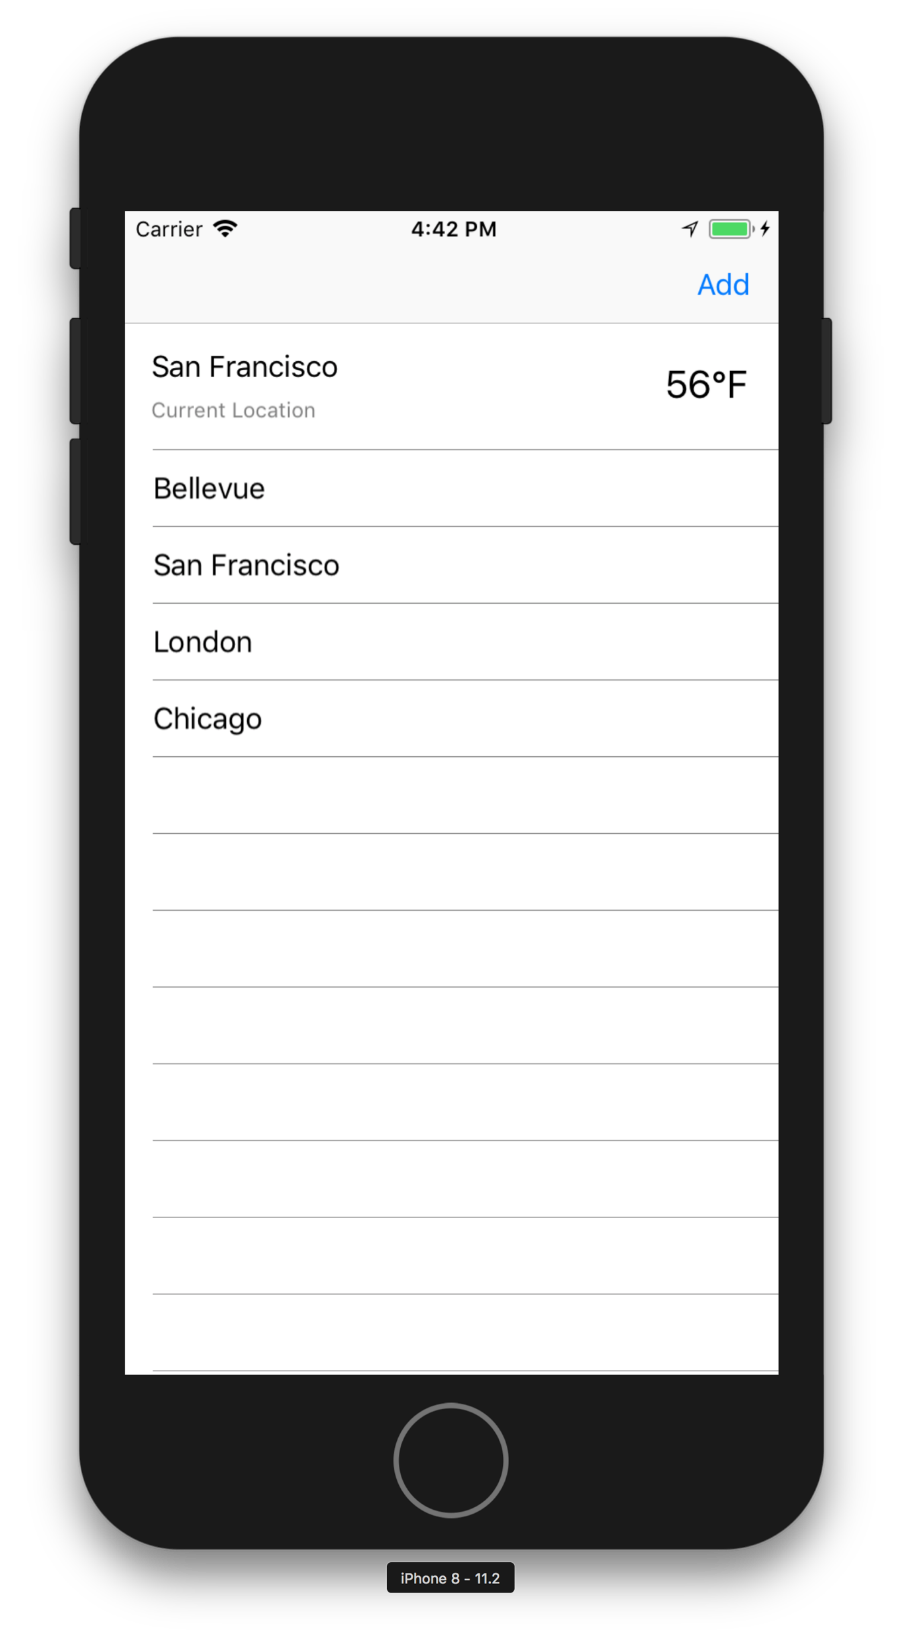 Carrier 4:42 PM
Add
San Francisco
56°F
Current Location
Bellevue
San Francisco
London
Chicago
iPhone 8 - 11.2